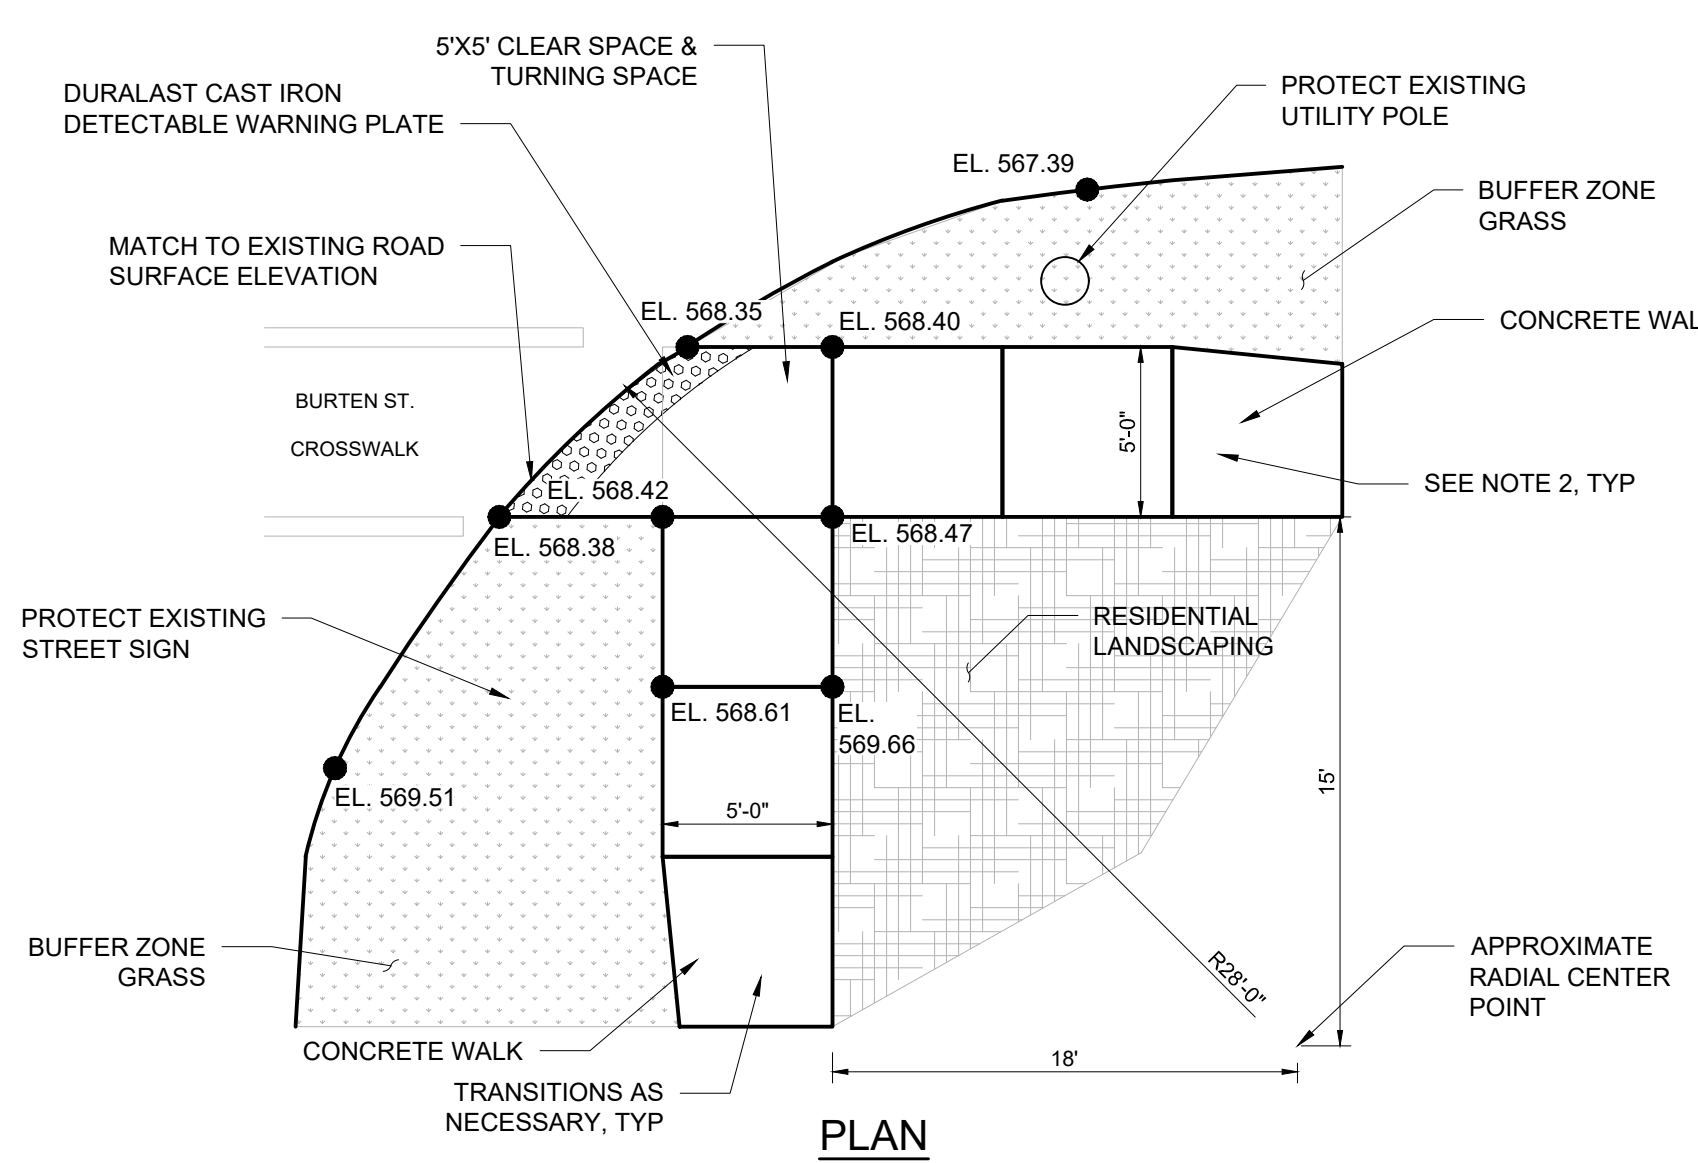 5'X5' CLEAR SPACE &
TURNING SPACE
DURALAST CAST IRON
DETECTABLE WARNING PLATE
PROTECT EXISTING
UTILITY POLE
EL. 567.39
BUFFER ZONE
GRASS
MATCH TO EXISTING ROAD
SURFACE ELEVATION
EL. 568.35
EL. 568.40
CONCRETE WAL
BURTEN ST.
CROSSWALK
5'-0"
SEE NOTE 2, TYP
EL. 568.42
EL. 568.38
EL. 568.47
PROTECT EXISTING
STREET SIGN
RESIDENTIAL
LANDSCAPING
EL. 568.61
EL.
569.66
EL. 569.51
5'-0"
15'
BUFFER ZONE
GRASS
R28'-0"
APPROXIMATE
RADIAL CENTER
POINT
CONCRETE WALK
18'
TRANSITIONS AS
NECESSARY, TYP
PLAN